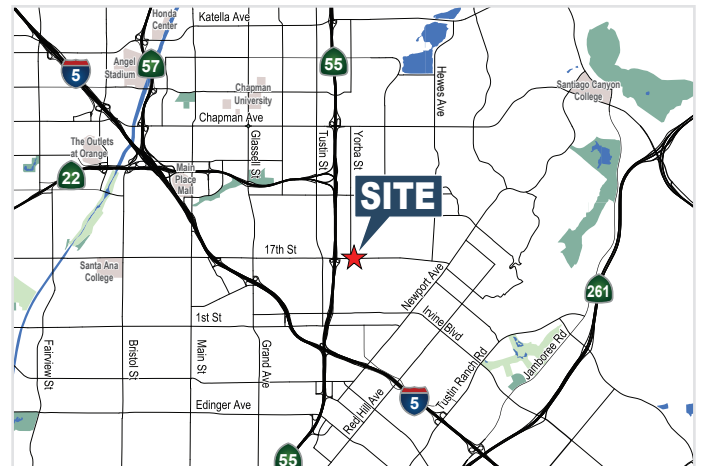 Honda
Center
Katella Ave
Angel
Stadium
57
55
5
Hewes Ave
Santiago Canyon
College
Chapman
University
Chapman Ave
The Outlets
at Orange
Glassell St
Tustin St
Yorba St
22
Main
Place
Mall
SITE
17th St
Santa Ana
College
Newport Ave
261
1st St
Irvine Blvd
Fairview St
Bristol St
Main St
Grand Ave
Jamboree Rd
Tustin Ranch Rd
Red Hill Ave
5
Edinger Ave
55